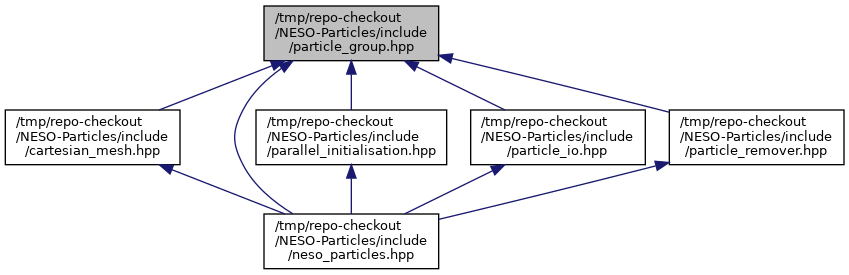 /tmp/repo-checkout
/NESO-Particles/include
/particle_group.hpp
/tmp/repo-checkout
/NESO-Particles/include
/cartesian_mesh.hpp
/tmp/repo-checkout
/NESO-Particles/include
/parallel_initialisation.hpp
/tmp/repo-checkout
/NESO-Particles/include
/particle_io.hpp
/tmp/repo-checkout
/NESO-Particles/include
/particle_remover.hpp
/tmp/repo-checkout
/NESO-Particles/include
/neso_particles.hpp